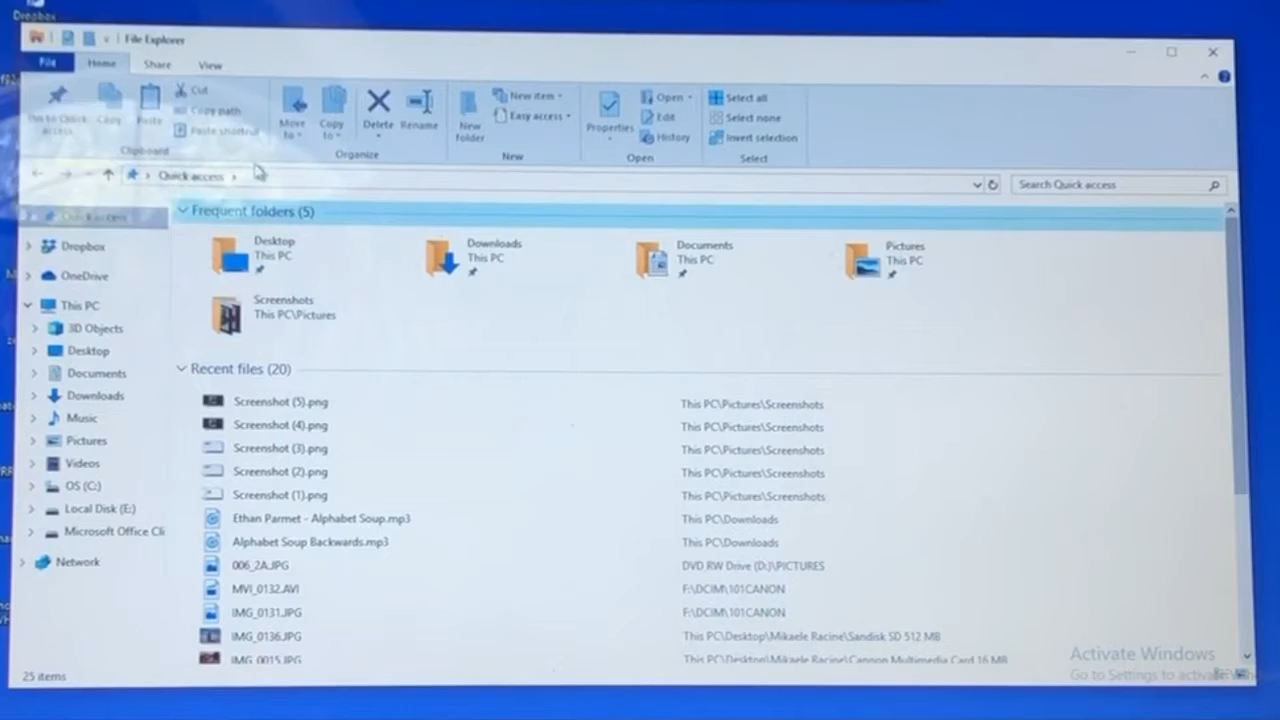 Dropbox
File Explorer
File Home Share View
Pin to Quick access Copy Paste Cut Copy path Paste shortcut
Clipboard
Move to Copy to Delete Rename
Organize
New folder New item Easy access
New
Properties Open Edit History
Open
Select all Select none Invert selection
Select
Quick access
Search Quick access
Quick access
Dropbox
OneDrive
This PC
3D Objects
Desktop
Documents
Downloads
Music
Pictures
Videos
OS (C:)
Local Disk (E:)
Microsoft Office Cli
Network
Frequent folders (5)
Desktop
This PC
Downloads
This PC
Documents
This PC
Pictures
This PC
Screenshots
This PC\Pictures
Recent files (20)
Screenshot (5).png This PC\Pictures\Screenshots
Screenshot (4).png This PC\Pictures\Screenshots
Screenshot (3).png This PC\Pictures\Screenshots
Screenshot (2).png This PC\Pictures\Screenshots
Screenshot (1).png This PC\Pictures\Screenshots
Ethan Parmet - Alphabet Soup.mp3 This PC\Downloads
Alphabet Soup Backwards.mp3 This PC\Downloads
006_2A.JPG DVD RW Drive (D:)\PICTURES
MVI_0132.AVI F:\DCIM\101CANON
IMG_0131.JPG F:\DCIM\101CANON
IMG_0136.JPG This PC\Desktop\Mikaele Racine\Sandisk SD 512 MB
IMG_0015.JPG This PC\Desktop\Mikaele Racine\Cannon Multimedia Card 16 MB
25 items
Activate Windows
Go to Settings to activate